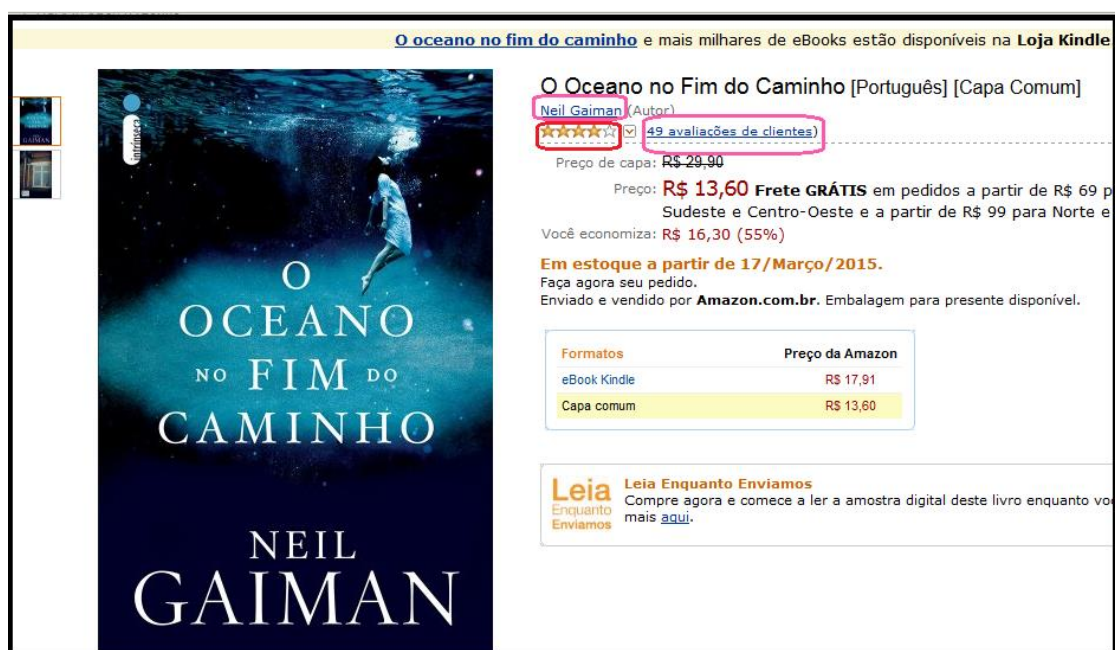 O oceano no fim do caminho e mais milhares de eBooks estão disponíveis na Loja Kindle
intrínseca
O
OCEANO
NO FIM DO
CAMINHO
NEIL
GAIMAN
O Oceano no Fim do Caminho [Português] [Capa Comum]
Neil Gaiman (Autor)
49 avaliações de clientes)
Preço de capa: R$ 29,90
Preço: R$ 13,60 Frete GRÁTIS em pedidos a partir de R$ 69 p
Sudeste e Centro-Oeste e a partir de R$ 99 para Norte e
Você economiza: R$ 16,30 (55%)
Em estoque a partir de 17/Março/2015.
Faça agora seu pedido.
Enviado e vendido por Amazon.com.br. Embalagem para presente disponível.
Formatos Preço da Amazon
eBook Kindle R$ 17,91
Capa comum R$ 13,60
Leia
Enquanto
Enviamos
Leia Enquanto Enviamos
Compre agora e comece a ler a amostra digital deste livro enquanto vo
mais aqui.